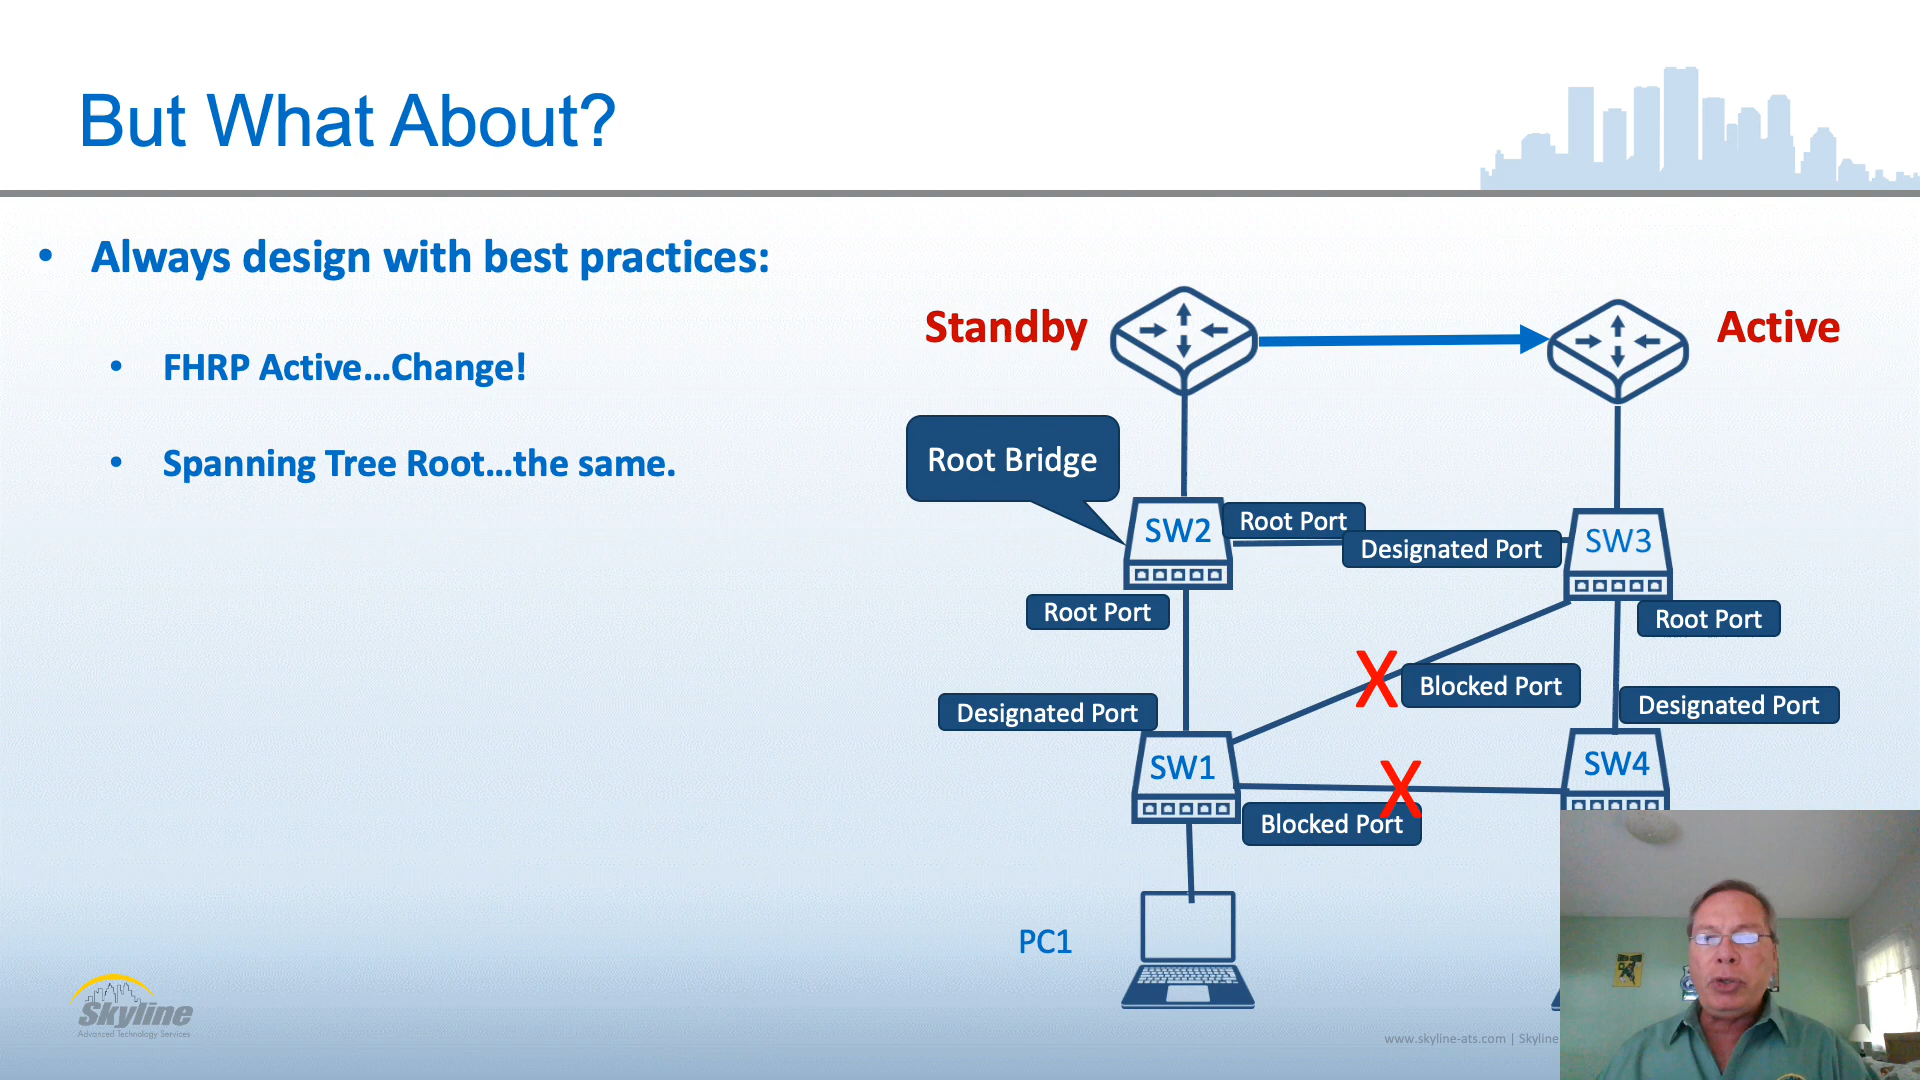 But What About?
• Always design with best practices:
• FHRP Active...Change!
• Spanning Tree Root...the same.
Standby
Active
Root Bridge
SW2
Root Port
Designated Port
SW3
Root Port
Root Port
Blocked Port
Designated Port
Designated Port
SW1
SW4
Blocked Port
PC1
Skyline
Advanced Technology Services
www.skyline-ats.com | Skyline